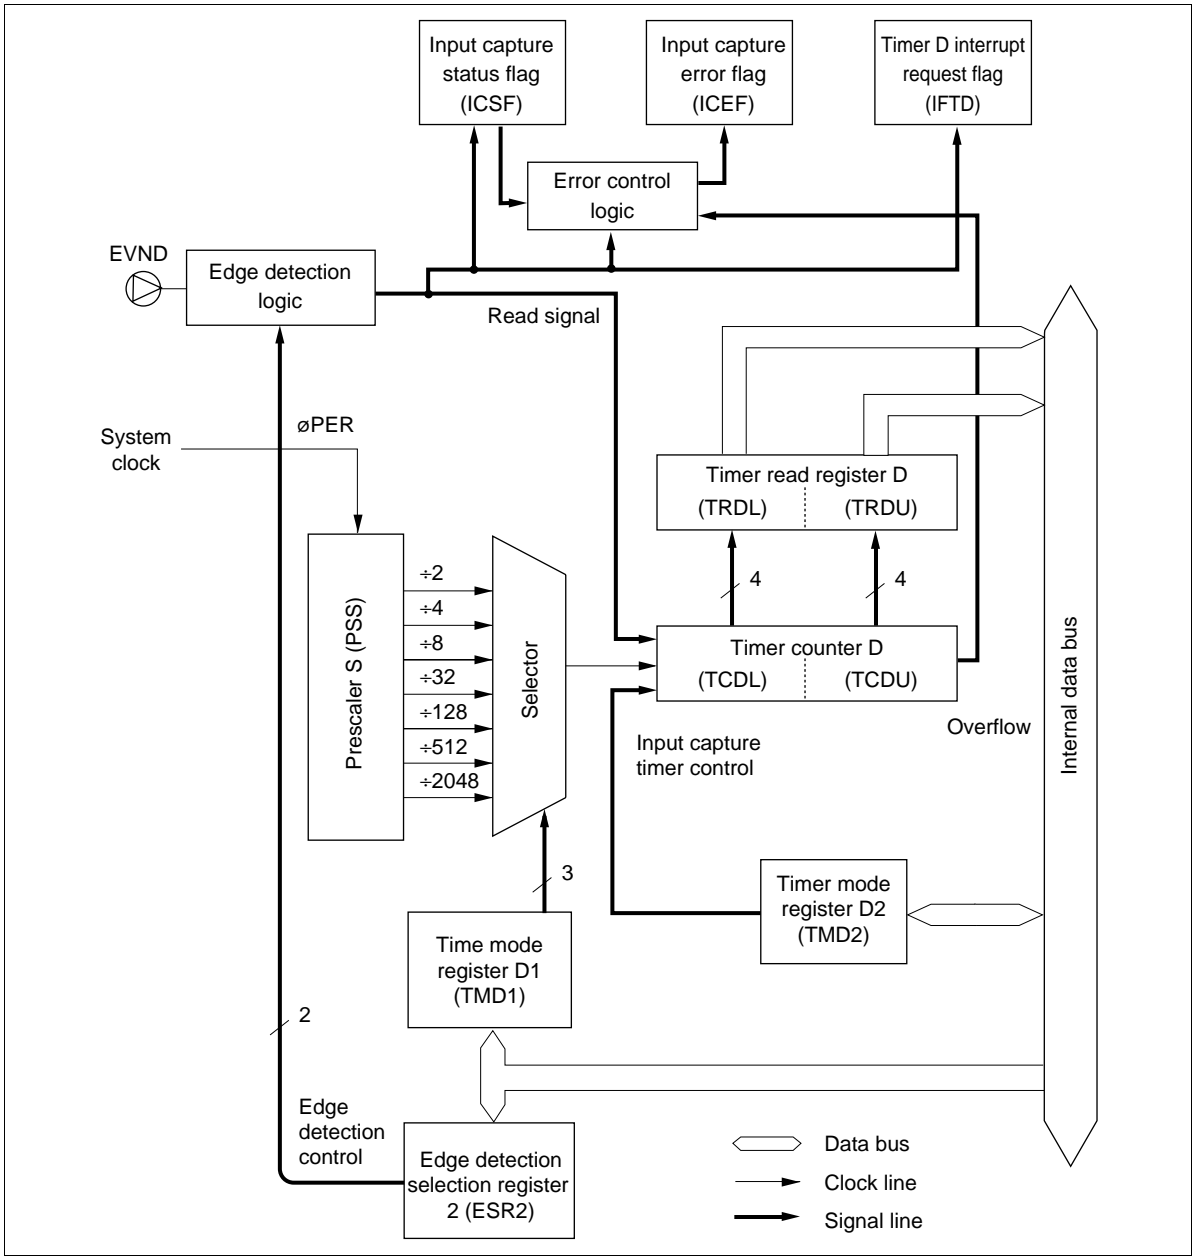 Input capture
status flag
(ICSF)
Input capture
error flag
(ICEF)
Timer D interrupt
request flag
(IFTD)
Error control
logic
EVND
Edge detection
logic
Read signal
øPER
System
clock
Timer read register D
(TRDL)
(TRDU)
4
4
Prescaler S (PSS)
÷2
÷4
÷8
÷32
÷128
÷512
÷2048
Selector
Timer counter D
(TCDL)
(TCDU)
Input capture
timer control
Overflow
Internal data bus
3
Timer mode
register D2
(TMD2)
Time mode
register D1
(TMD1)
2
Edge
detection
control
Edge detection
selection register
2 (ESR2)
Data bus
Clock line
Signal line